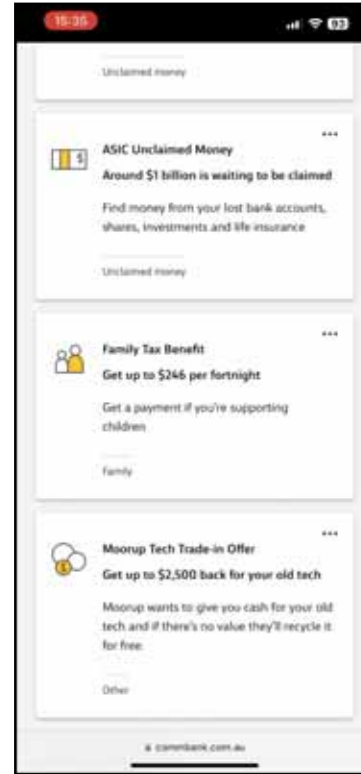 15:35
93
Unclaimed money
ASIC Unclaimed Money
Around $1 billion is waiting to be claimed
Find money from your lost bank accounts,
shares, investments and life insurance
Unclaimed money
Family Tax Benefit
Get up to $246 per fortnight
Get a payment if you're supporting
children
Family
Moorup Tech Trade-in Offer
Get up to $2,500 back for your old tech
Moorup wants to give you cash for your old
tech and if there's no value they'll recycle it
for free.
Other
commbank.com.au